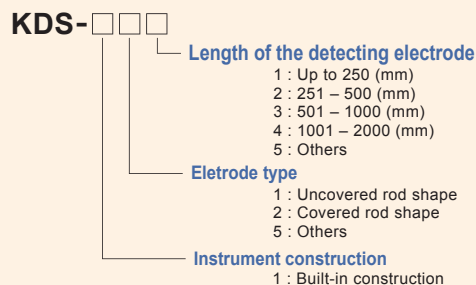 KDS-□□□
Length of the detecting electrode
1 : Up to 250 (mm)
2 : 251 – 500 (mm)
3 : 501 – 1000 (mm)
4 : 1001 – 2000 (mm)
5 : Others
Eletrode type
1 : Uncovered rod shape
2 : Covered rod shape
5 : Others
Instrument construction
1 : Built-in construction